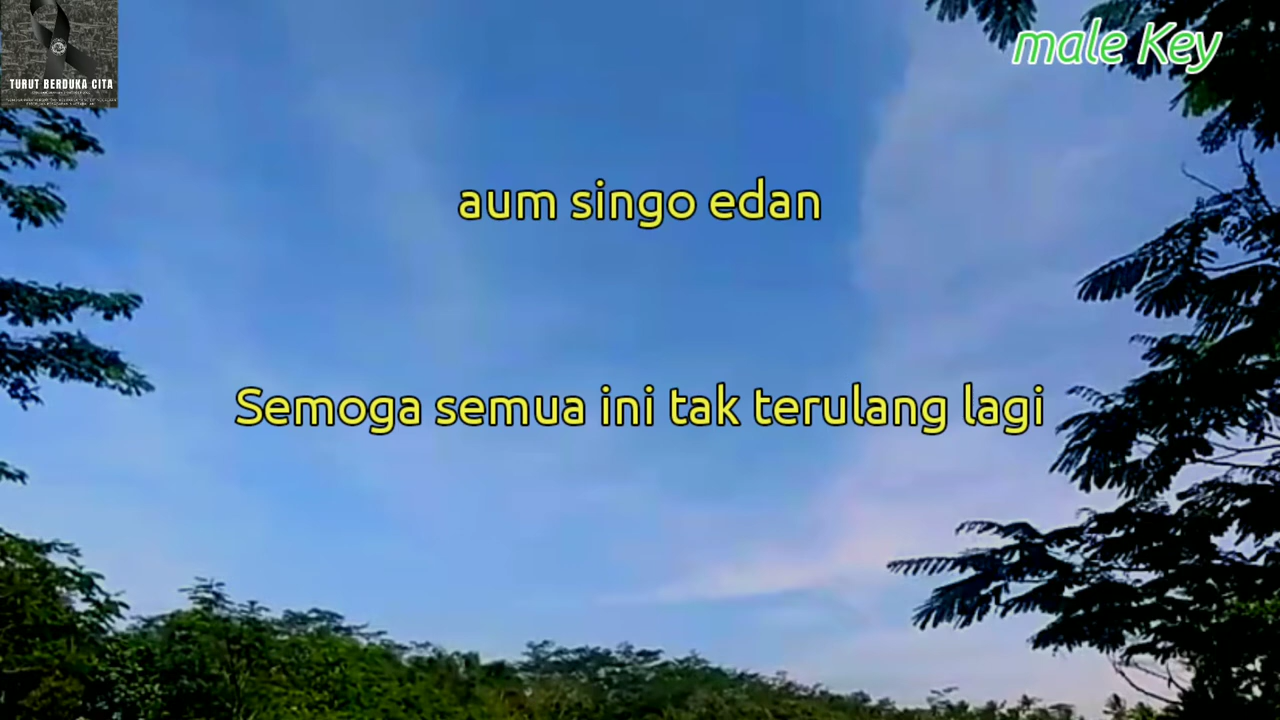 TURUT BERDUKA CITA
male Key
aum singo edan
Semoga semua ini tak terulang lagi